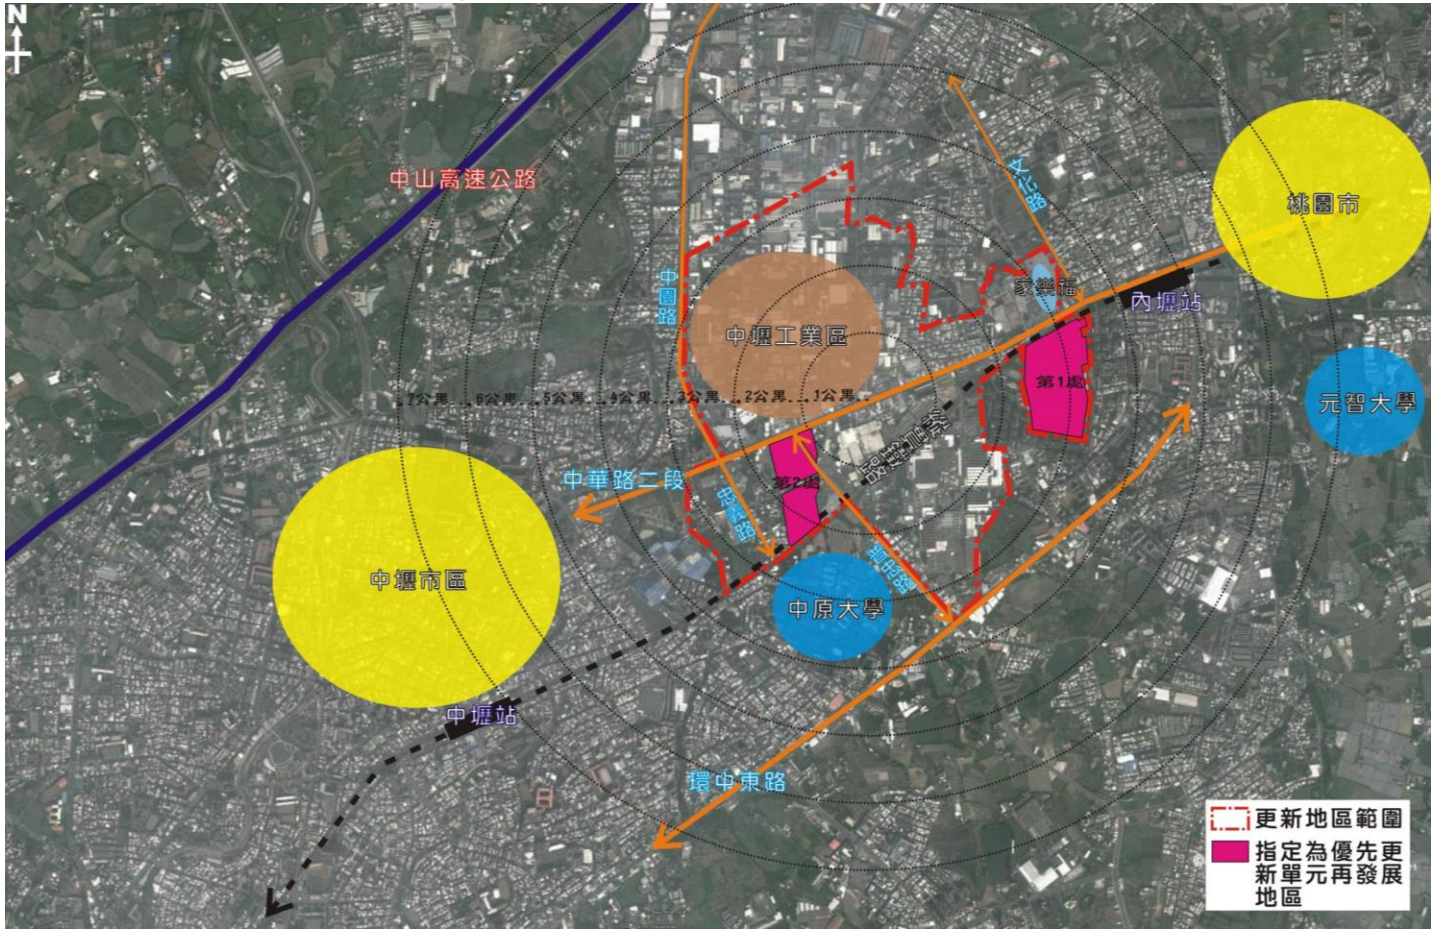 N
中山高速公路
文化路
桃園市
中園路
家樂福
內壢站
中壢工業區
第1處
元智大學
7公里
6公里
5公里
4公里
3公里
2公里
1公里
縱貫鐵路
中華路二段
第2處
忠義路
中壢市區
中原大學
中壢站
環中東路
更新地區範圍
指定為優先更
新單元再發展
地區